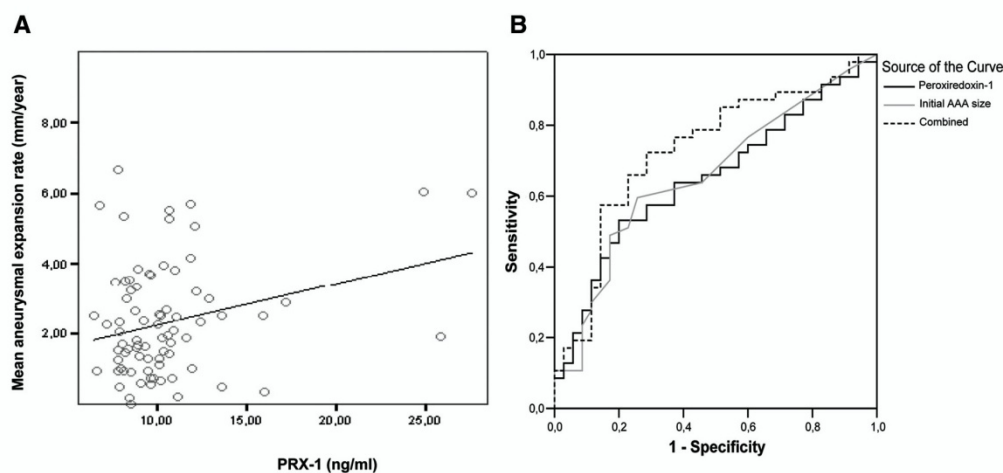 A
Mean aneurysmal expansion rate (mm/year)
8,00
6,00
4,00
2,00
10,00 15,00 20,00 25,00
PRX-1 (ng/ml)
B
Sensitivity
1,0
0,8
0,6
0,4
0,2
0,0
0,0 0,2 0,4 0,6 0,8 1,0
1 - Specificity
Source of the Curve
Peroxiredoxin-1
Initial AAA size
Combined